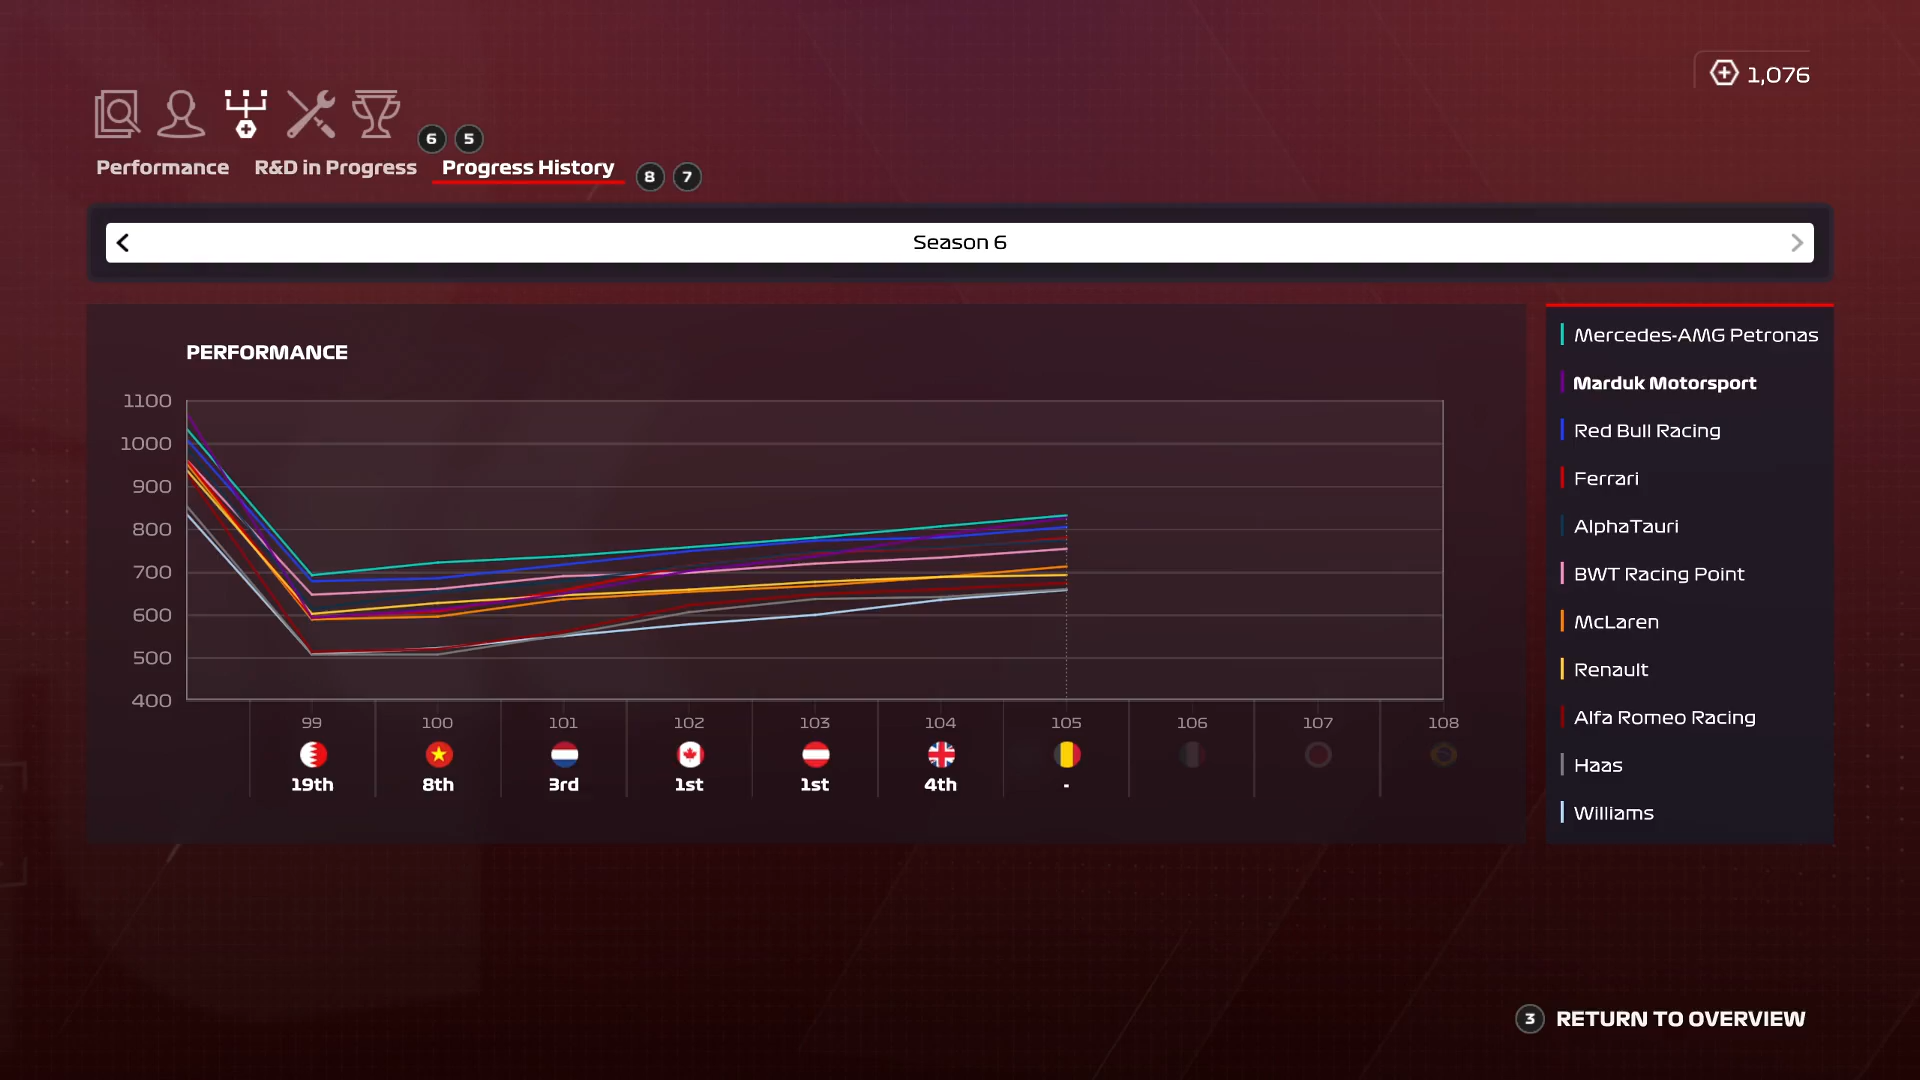 1,076
6 5
Performance R&D in Progress Progress History 8 7
Season 6
PERFORMANCE
1100
1000
900
800
700
600
500
400
99 100 101 102 103 104 105 106 107 108
19th 8th 3rd 1st 1st 4th -
Mercedes-AMG Petronas
Marduk Motorsport
Red Bull Racing
Ferrari
AlphaTauri
BWT Racing Point
McLaren
Renault
Alfa Romeo Racing
Haas
Williams
3 RETURN TO OVERVIEW